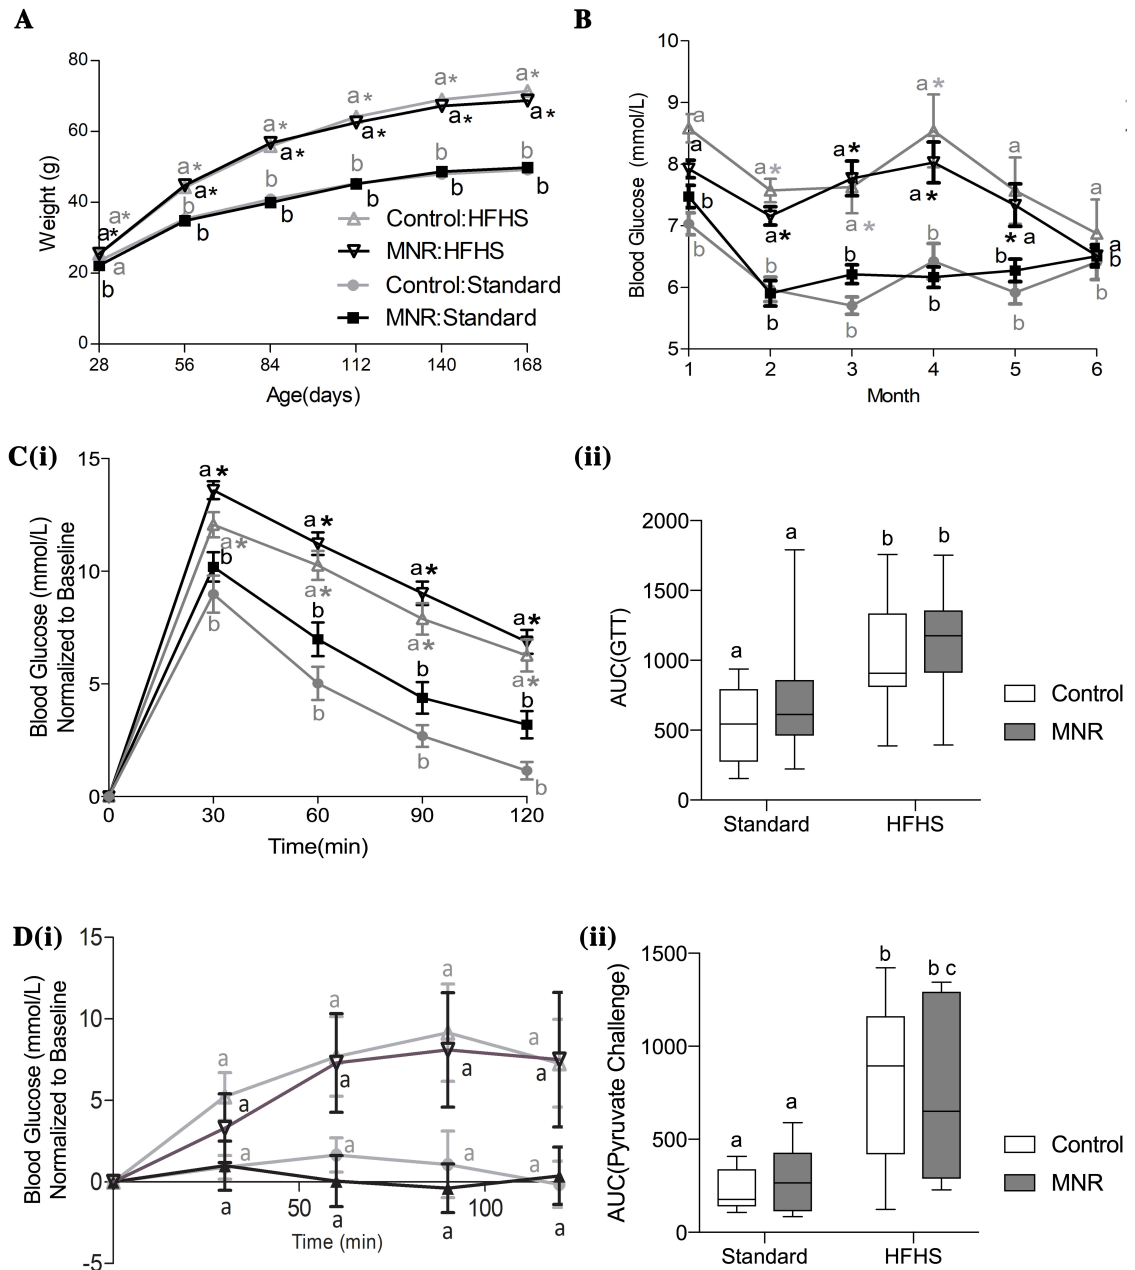 A
80
60
40
20
0
Weight (g)
28 56 84 112 140 168
Age(days)
a* a* a* a* a* a*
a* a* a* a* a* a*
a b b b b b
b b b b b b
Control:HFHS
MNR:HFHS
Control:Standard
MNR:Standard
B
10
9
8
7
6
5
Blood Glucose (mmol/L)
1 2 3 4 5 6
Month
a a* a* a* a a
a a* a* a* *a a
b b b b b b
b b b b b b
C(i)
15
10
5
0
Blood Glucose (mmol/L)
Normalized to Baseline
0 30 60 90 120
Time(min)
a* a* a* a*
a* a* a* a*
b b b b
b b b b
(ii)
2000
1500
1000
500
0
AUC(GTT)
a a b b
Standard HFHS
Control
MNR
D(i)
15
10
5
0
-5
Blood Glucose (mmol/L)
Normalized to Baseline
50 100
Time (min)
a a a a
a a a a
a a a a
a a a a
(ii)
1500
1000
500
0
AUC(Pyruvate Challenge)
a a b b c
Standard HFHS
Control
MNR